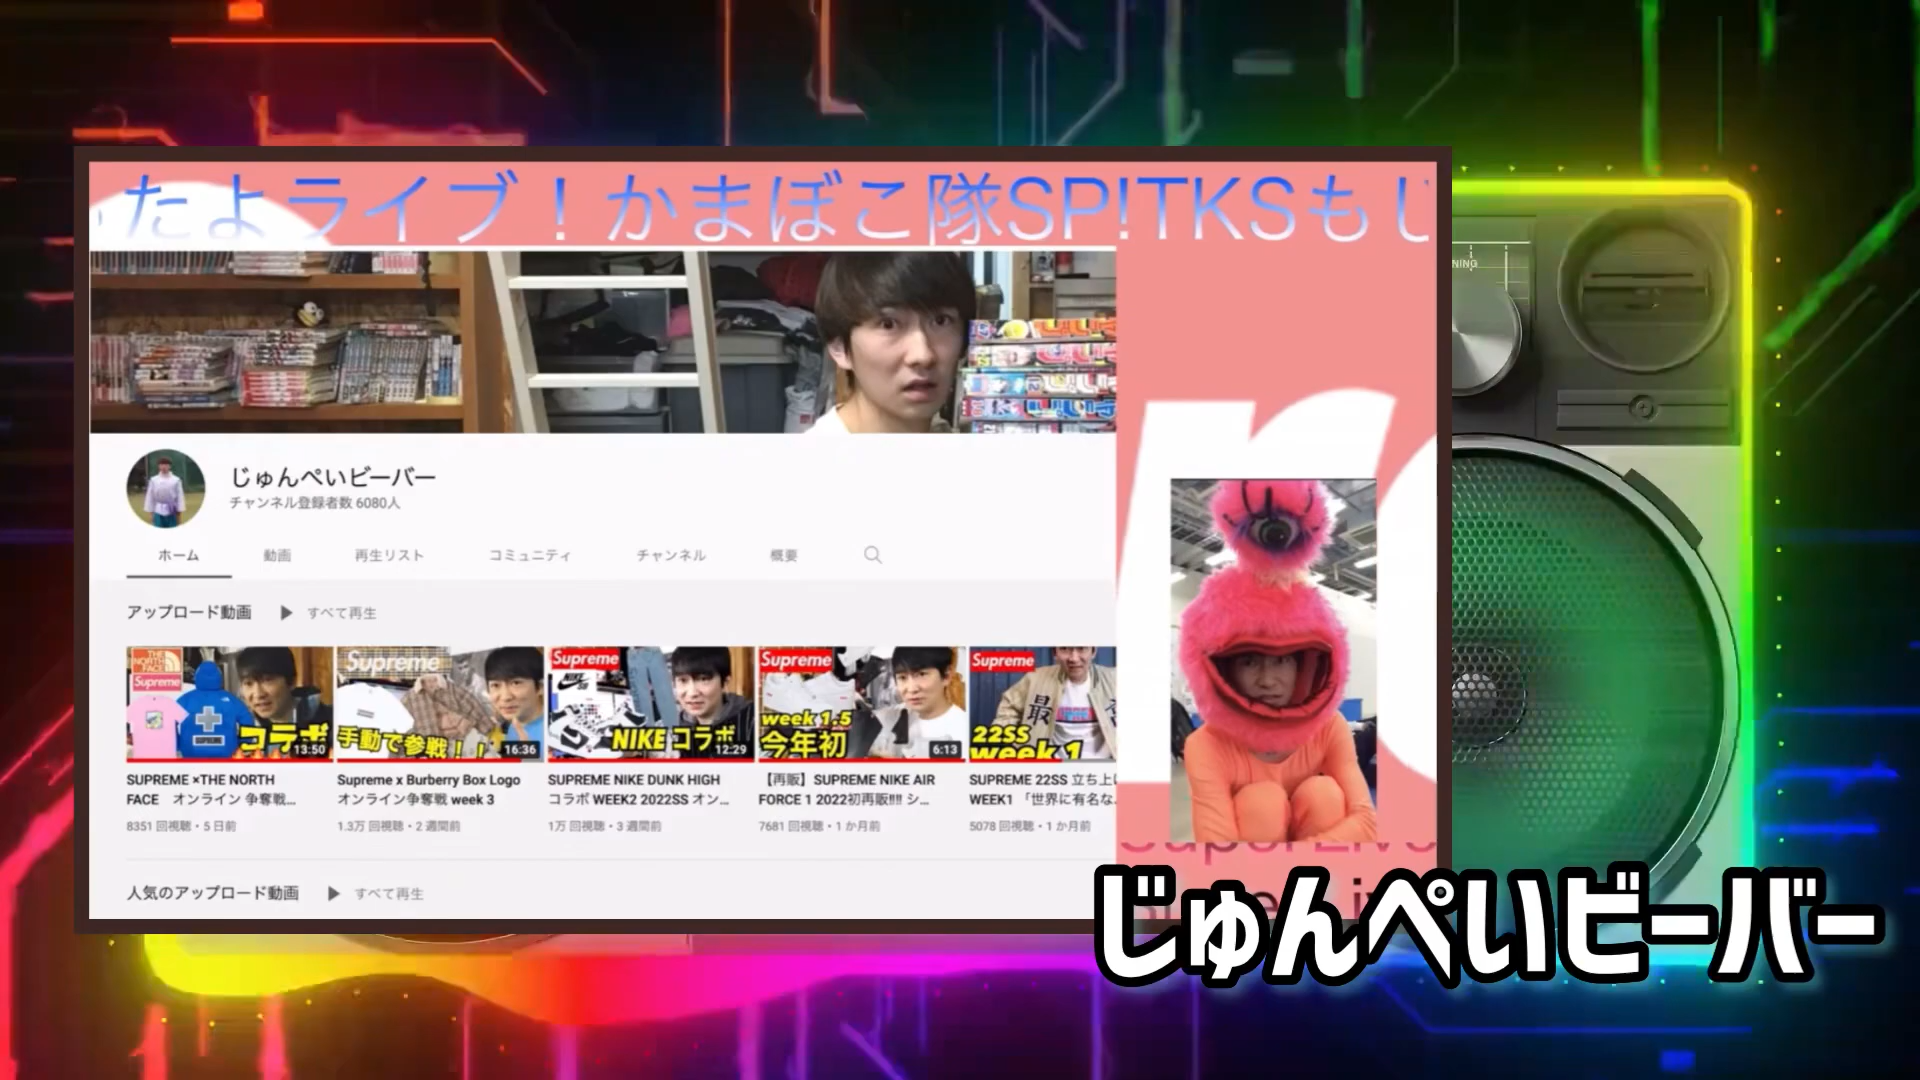 たよライブ！かまぼこ隊SP!TKSもし
NING
じゅんぺいビーバー
チャンネル登録者数 6080人
ホーム 動画 再生リスト コミュニティ チャンネル 概要
アップロード動画 ▶ すべて再生
THE NORTH FACE
Supreme
コラボ
13:50
SUPREME ×THE NORTH
FACE オンライン 争奪戦...
8351 回視聴・5 日前
Supreme
手動で参戦！！
16:36
Supreme x Burberry Box Logo
オンライン争奪戦 week 3
1.3万 回視聴・2 週間前
Supreme
NIKE コラボ
12:29
SUPREME NIKE DUNK HIGH
コラボ WEEK2 2022SS オン...
1万 回視聴・3 週間前
Supreme
week 1.5
今年初
6:13
【再販】SUPREME NIKE AIR
FORCE 1 2022初再販!!!! シ...
7681 回視聴・1 か月前
Supreme
最
22SS
week 1
SUPREME 22SS 立ち上
WEEK1 「世界に有名な
5078 回視聴・1 か月前
人気のアップロード動画 ▶ すべて再生
じゅんぺいビーバー